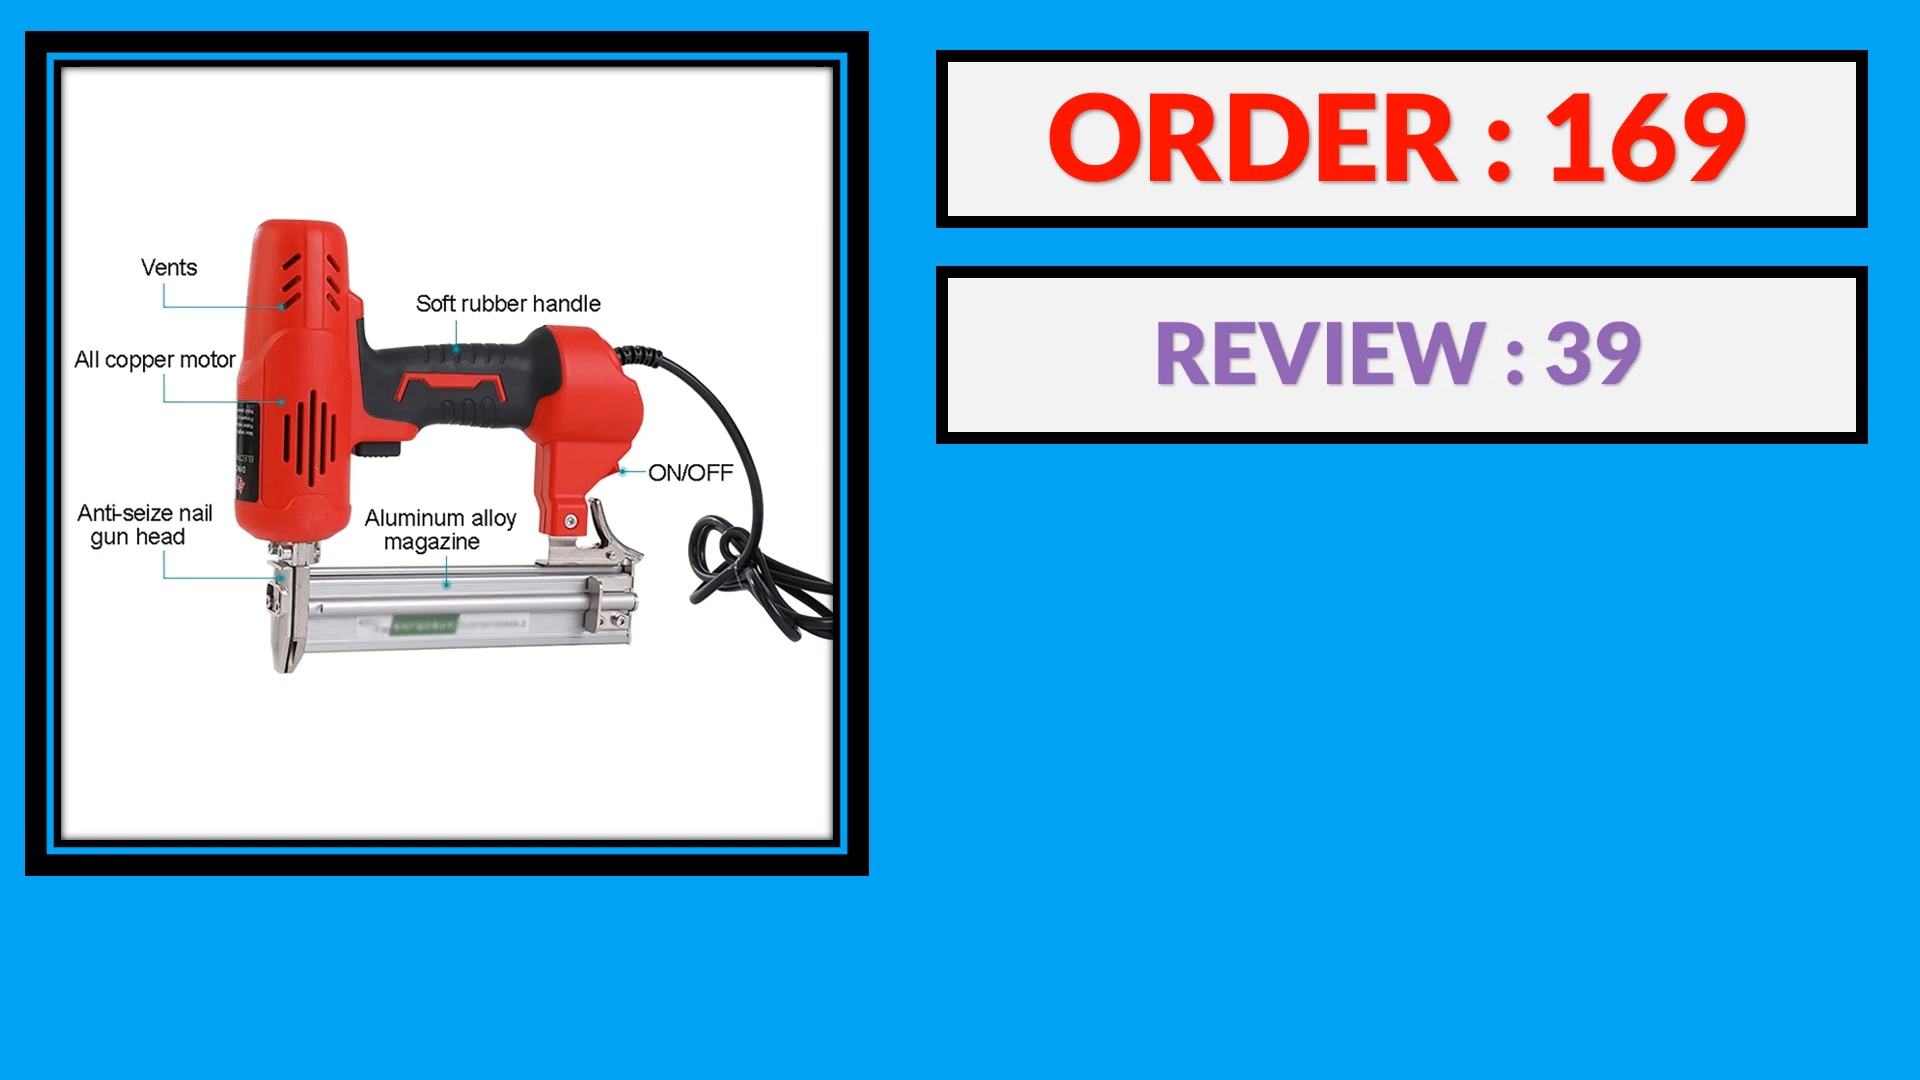 ORDER : 169
REVIEW : 39
Vents
Soft rubber handle
All copper motor
ON/OFF
Anti-seize nail
gun head
Aluminum alloy
magazine